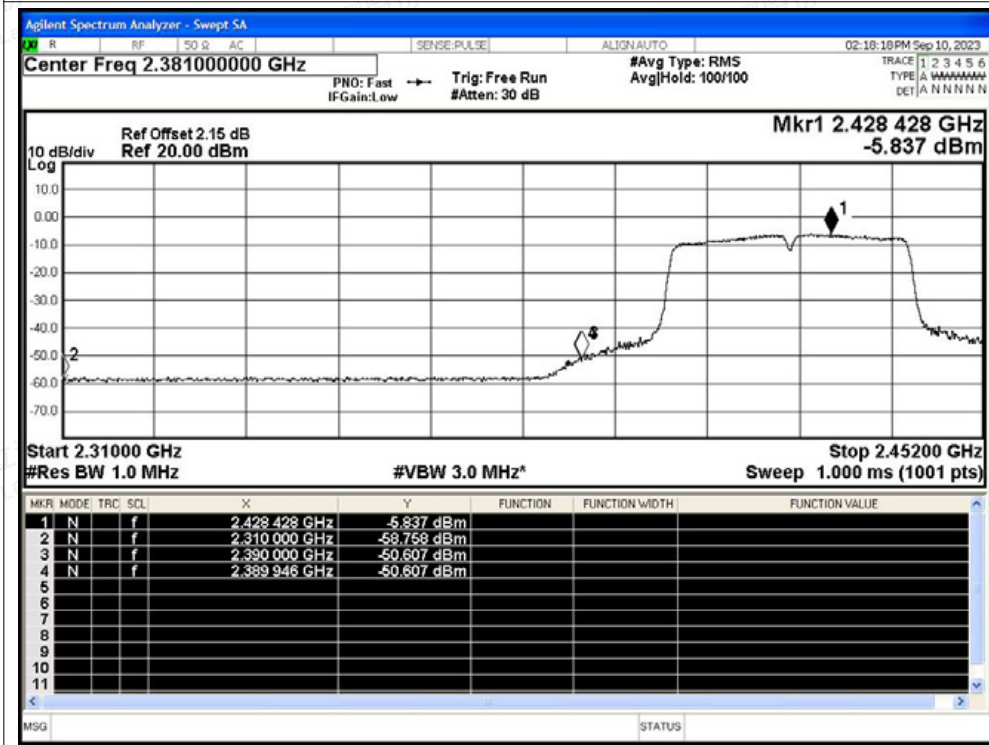 Agilent Spectrum Analyzer - Swept SA
LXI R RF 50 Ω AC SENSE:PULSE ALIGN AUTO 02:18:18 PM Sep 10, 2023
Center Freq 2.381000000 GHz
PNO: Fast
IFGain:Low
Trig: Free Run
#Atten: 30 dB
#Avg Type: RMS
Avg|Hold: 100/100
TRACE 1 2 3 4 5 6
TYPE A WWWWW
DET A N N N N N
Mkr1 2.428 428 GHz
-5.837 dBm
Ref Offset 2.15 dB
10 dB/div Ref 20.00 dBm
Log
10.0
0.00
-10.0
-20.0
-30.0
-40.0
-50.0
-60.0
-70.0
1
2
4
Start 2.31000 GHz Stop 2.45200 GHz
#Res BW 1.0 MHz #VBW 3.0 MHz* Sweep 1.000 ms (1001 pts)
MKR MODE TRC SCL X Y FUNCTION FUNCTION WIDTH FUNCTION VALUE
1 N f 2.428 428 GHz -5.837 dBm
2 N f 2.310 000 GHz -58.758 dBm
3 N f 2.390 000 GHz -50.607 dBm
4 N f 2.389 946 GHz -50.607 dBm
5
6
7
8
9
10
11
MSG STATUS